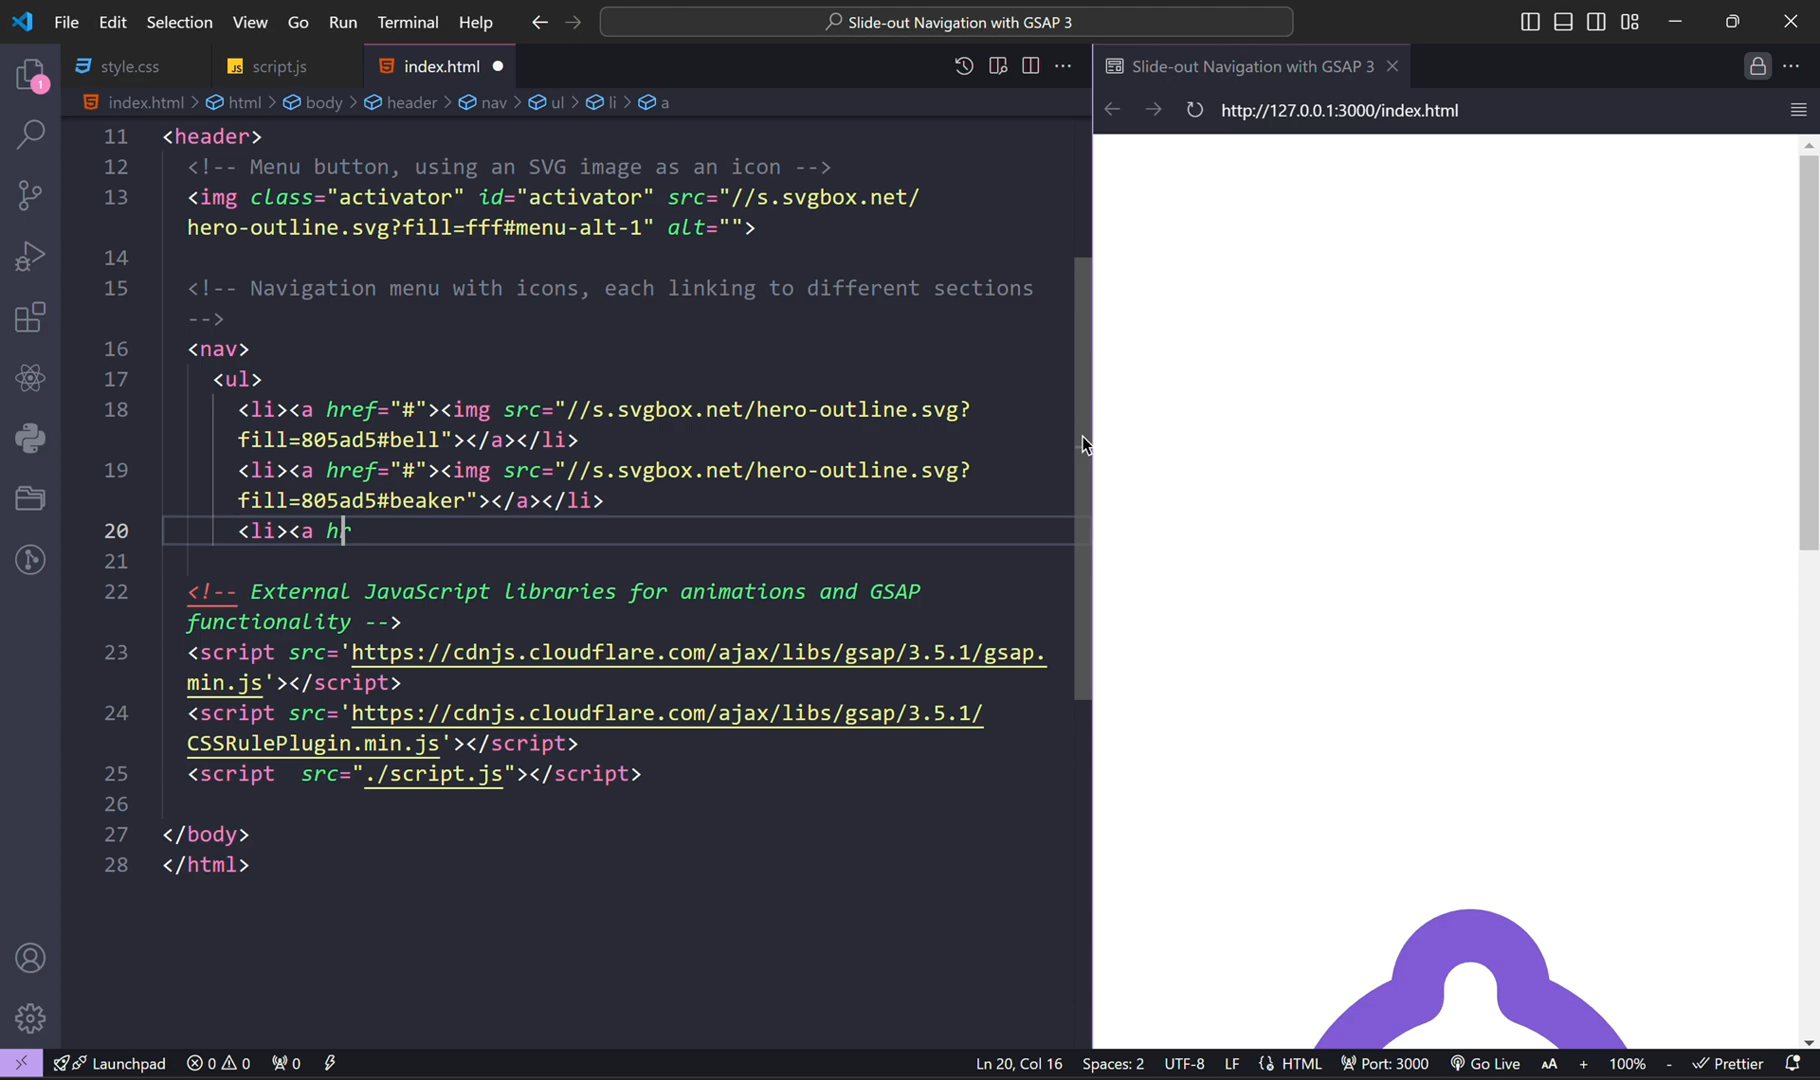 File Edit Selection View Go Run Terminal Help Slide-out Navigation with GSAP 3
style.css script.js index.html
index.html > html > body > header > nav > ul > li > a
Slide-out Navigation with GSAP 3
http://127.0.0.1:3000/index.html
1
11 <header>
12 <!-- Menu button, using an SVG image as an icon -->
13 <img class="activator" id="activator" src="//s.svgbox.net/
hero-outline.svg?fill=fff#menu-alt-1" alt="">
14
15 <!-- Navigation menu with icons, each linking to different sections
-->
16 <nav>
17 <ul>
18 <li><a href="#"><img src="//s.svgbox.net/hero-outline.svg?
fill=805ad5#bell"></a></li>
19 <li><a href="#"><img src="//s.svgbox.net/hero-outline.svg?
fill=805ad5#beaker"></a></li>
20 <li><a hr
21
22 <!-- External JavaScript libraries for animations and GSAP
functionality -->
23 <script src='https://cdnjs.cloudflare.com/ajax/libs/gsap/3.5.1/gsap.
min.js'></script>
24 <script src='https://cdnjs.cloudflare.com/ajax/libs/gsap/3.5.1/
CSSRulePlugin.min.js'></script>
25 <script  src="./script.js"></script>
26
27 </body>
28 </html>
Launchpad 0 0 0 Ln 20, Col 16 Spaces: 2 UTF-8 LF {} HTML Port: 3000 Go Live AA + 100% - Prettier